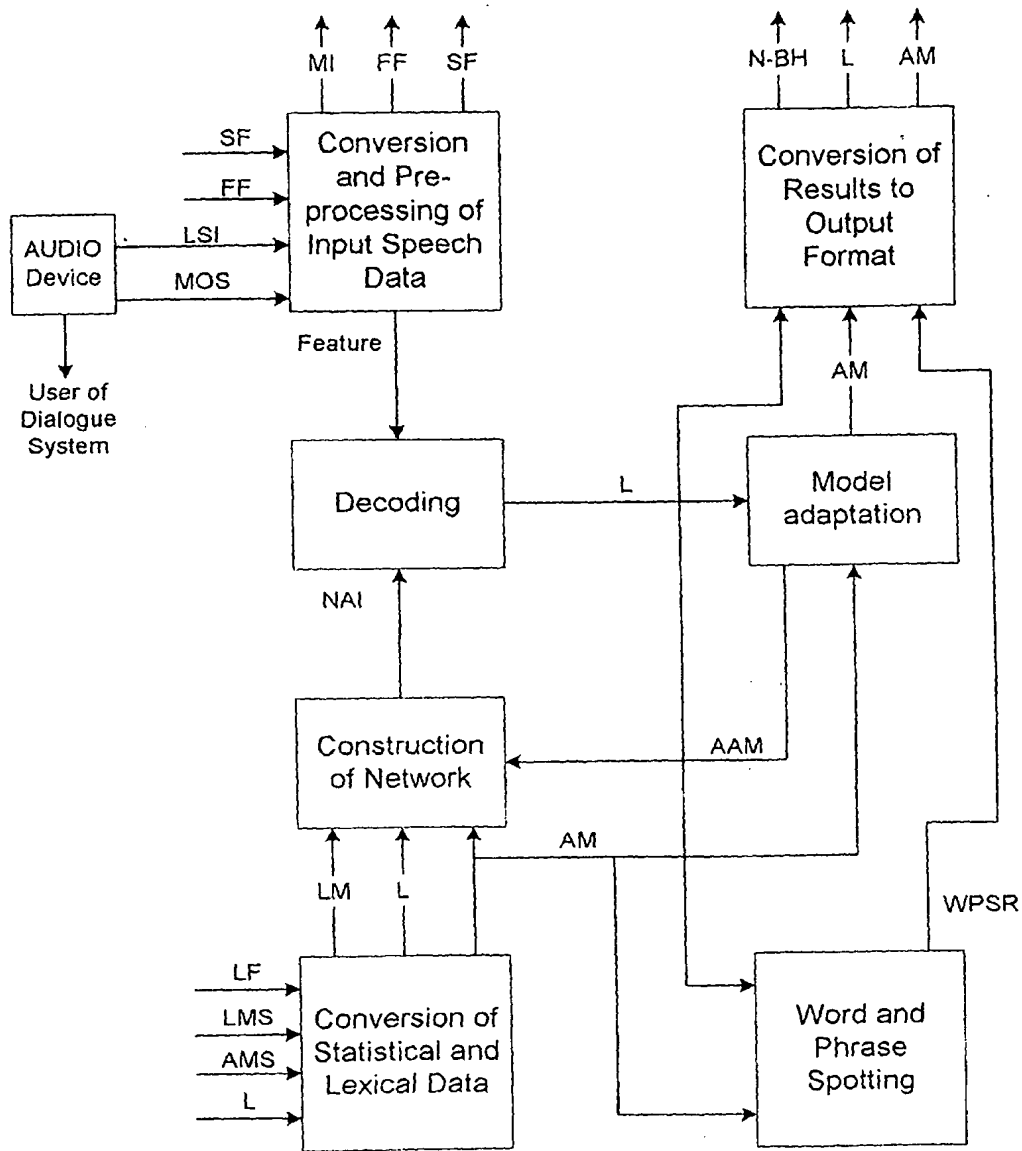 MI FF SF
N-BH L AM
SF
FF
LSI
MOS
AUDIO
Device
User of
Dialogue
System
Conversion
and Pre-
processing of
Input Speech
Data
Conversion of
Results to
Output
Format
Feature
AM
Decoding
L
Model
adaptation
NAI
Construction
of Network
AAM
AM
LM L
WPSR
LF
LMS
AMS
L
Conversion of
Statistical and
Lexical Data
Word and
Phrase
Spotting